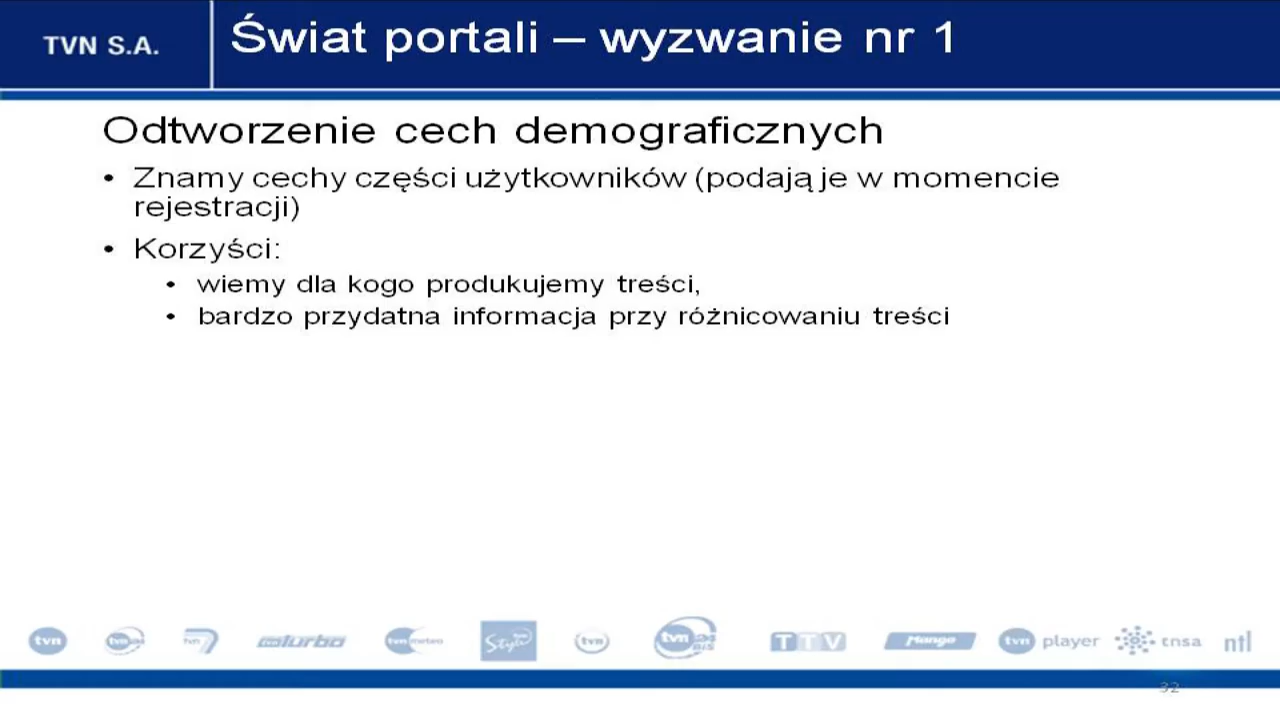 TVN S.A.
Świat portali – wyzwanie nr 1
Odtworzenie cech demograficznych
• Znamy cechy części użytkowników (podają je w momencie
rejestracji)
• Korzyści:
• wiemy dla kogo produkujemy treści,
• bardzo przydatna informacja przy różnicowaniu treści
tvn
tvn
turbo
tvn meteo
Style
tvn
tvn 24 BiS
TTV
Mango
tvn player
tnsa
ntl
32